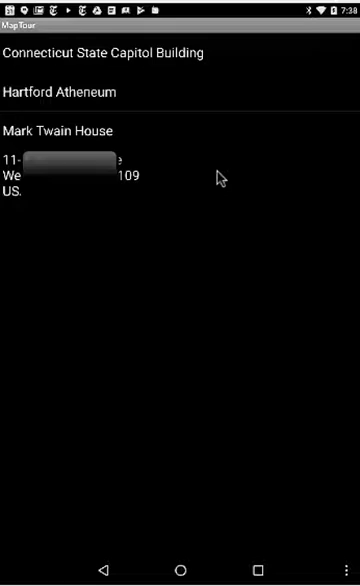 7:38
MapTour
Connecticut State Capitol Building
Hartford Atheneum
Mark Twain House
11-
We 109
US.